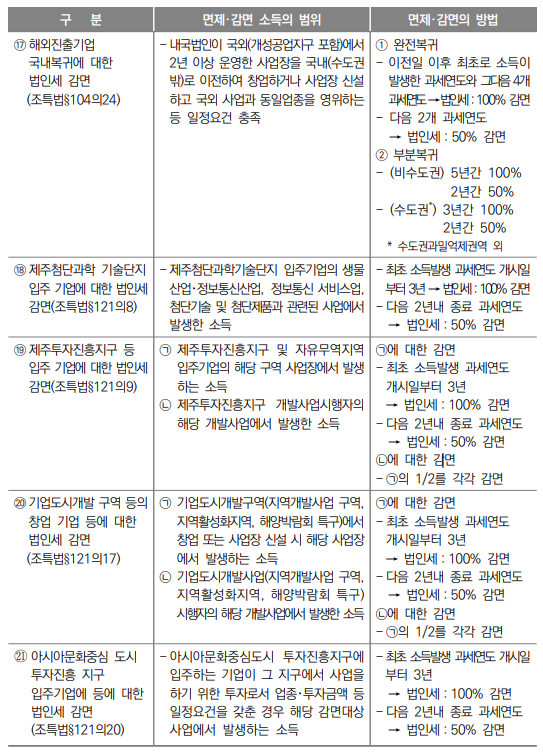 구 분
면제·감면 소득의 범위
면제·감면의 방법
⑰ 해외진출기업
국내복귀에 대한
법인세 감면
(조특법§104의24)
- 내국법인이 국외(개성공업지구 포함)에서
2년 이상 운영한 사업장을 국내(수도권
밖)로 이전하여 창업하거나 사업장 신설
하고 국외 사업과 동일업종을 영위하는
등 일정요건 충족
① 완전복귀
- 이전일 이후 최초로 소득이
발생한 과세연도와 그다음 4개
과세연도 → 법인세 : 100% 감면
- 다음 2개 과세연도
→ 법인세 : 50% 감면
② 부분복귀
- (비수도권) 5년간 100%
2년간 50%
- (수도권*) 3년간 100%
2년간 50%
* 수도권과밀억제권역 외
⑱ 제주첨단과학 기술단지
입주 기업에 대한 법인세
감면(조특법§121의8)
- 제주첨단과학기술단지 입주기업의 생물
산업·정보통신산업, 정보통신 서비스업,
첨단기술 및 첨단제품과 관련된 사업에서
발생한 소득
- 최초 소득발생 과세연도 개시일
부터 3년 → 법인세 : 100% 감면
- 다음 2년내 종료 과세연도
→ 법인세 : 50% 감면
⑲ 제주투자진흥지구 등
입주 기업에 대한 법인세
감면(조특법§121의9)
㉠ 제주투자진흥지구 및 자유무역지역
입주기업의 해당 구역 사업장에서 발생
하는 소득
㉡ 제주투자진흥지구 개발사업시행자의
해당 개발사업에서 발생한 소득
㉠에 대한 감면
- 최초 소득발생 과세연도
개시일부터 3년
→ 법인세 : 100% 감면
- 다음 2년내 종료 과세연도
→ 법인세 : 50% 감면
㉡에 대한 감면
- ㉠의 1/2를 각각 감면
⑳ 기업도시개발 구역 등의
창업 기업 등에 대한
법인세 감면
(조특법§121의17)
㉠ 기업도시개발구역(지역개발사업 구역,
지역활성화지역, 해양박람회 특구)에서
창업 또는 사업장 신설 시 해당 사업장
에서 발생하는 소득
㉡ 기업도시개발사업(지역개발사업 구역,
지역활성화지역, 해양박람회 특구)
시행자의 해당 개발사업에서 발생한 소득
㉠에 대한 감면
- 최초 소득발생 과세연도
개시일부터 3년
→ 법인세 : 100% 감면
- 다음 2년내 종료 과세연도
→ 법인세 : 50% 감면
㉡에 대한 감면
- ㉠의 1/2를 각각 감면
㉑ 아시아문화중심 도시
투자진흥 지구
입주기업에 등에 대한
법인세 감면
(조특법§121의20)
- 아시아문화중심도시 투자진흥지구에
입주하는 기업이 그 지구에서 사업을
하기 위한 투자로서 업종·투자금액 등
일정요건을 갖춘 경우 해당 감면대상
사업에서 발생하는 소득
- 최초 소득발생 과세연도 개시일
부터 3년
→ 법인세 : 100% 감면
- 다음 2년내 종료 과세연도
→ 법인세 : 50% 감면